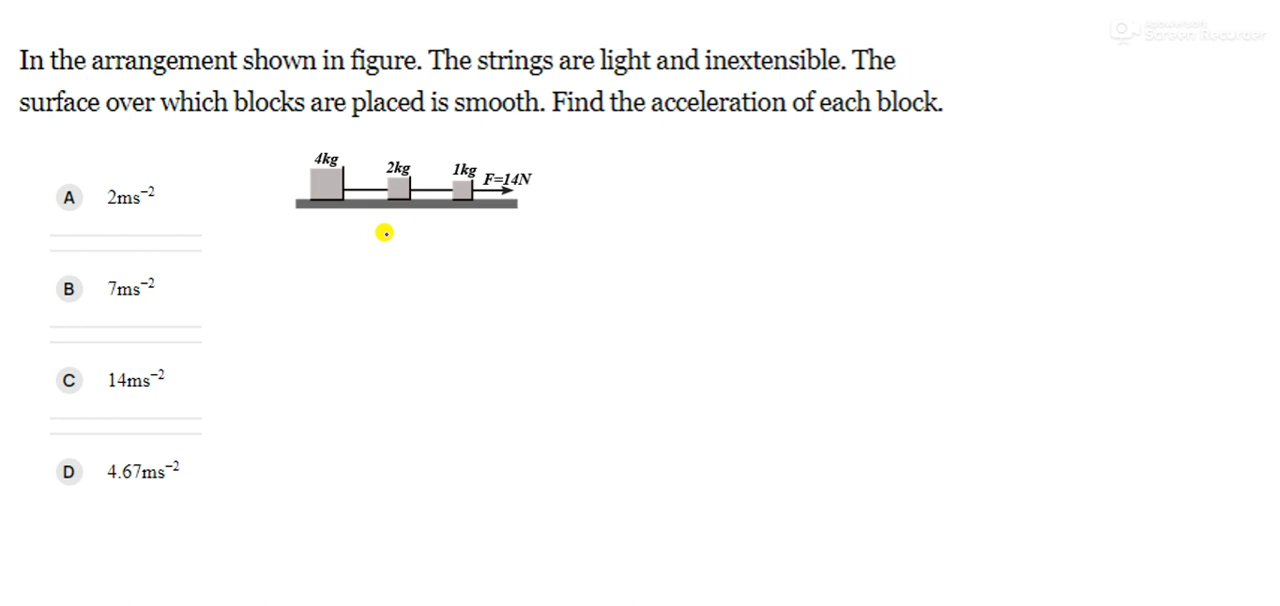 In the arrangement shown in figure. The strings are light and inextensible. The
surface over which blocks are placed is smooth. Find the acceleration of each block.
4kg
2kg
1kg
F=14N
A 2ms⁻²
B 7ms⁻²
C 14ms⁻²
D 4.67ms⁻²
Screen Recorder